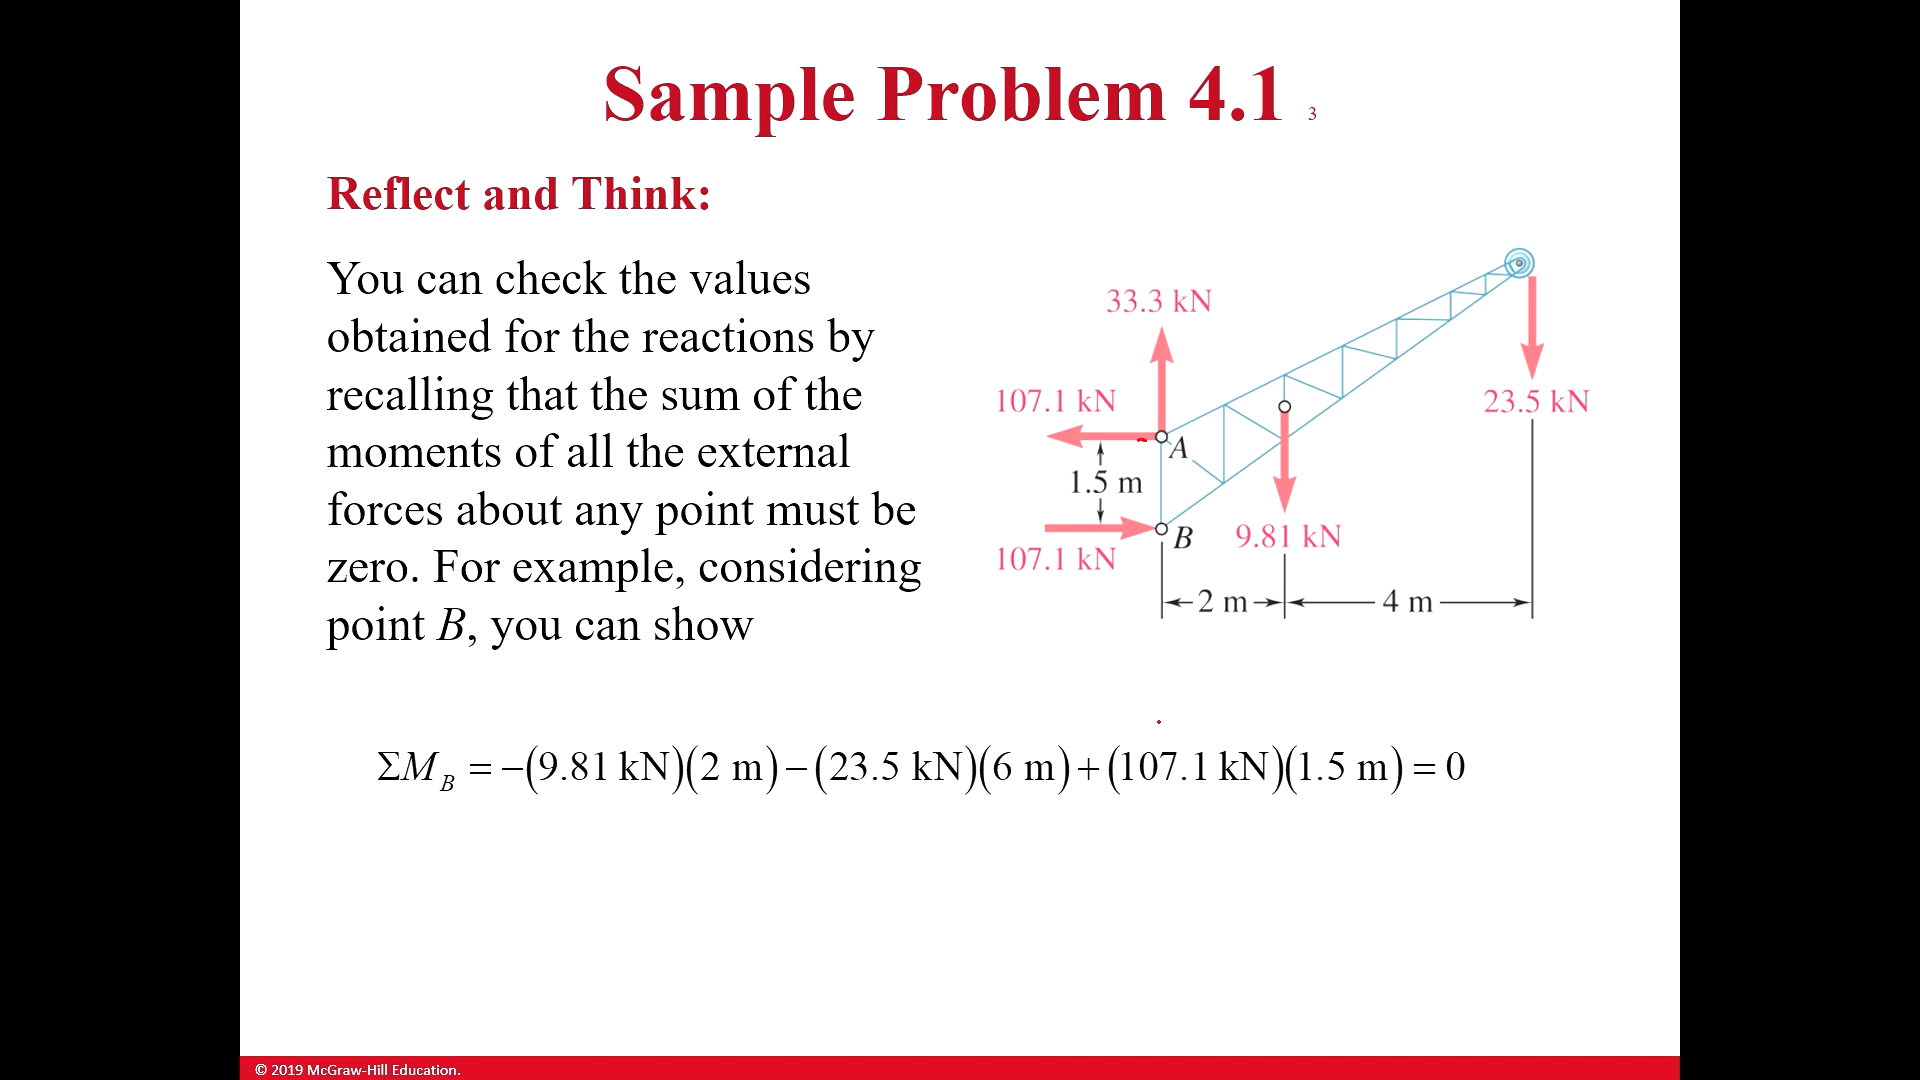 Sample Problem 4.1 3
Reflect and Think:
You can check the values
obtained for the reactions by
recalling that the sum of the
moments of all the external
forces about any point must be
zero. For example, considering
point B, you can show
33.3 kN
107.1 kN
23.5 kN
A
1.5 m
B
9.81 kN
107.1 kN
2 m
4 m
ΣM_B = −(9.81 kN)(2 m) − (23.5 kN)(6 m) + (107.1 kN)(1.5 m) = 0
© 2019 McGraw-Hill Education.